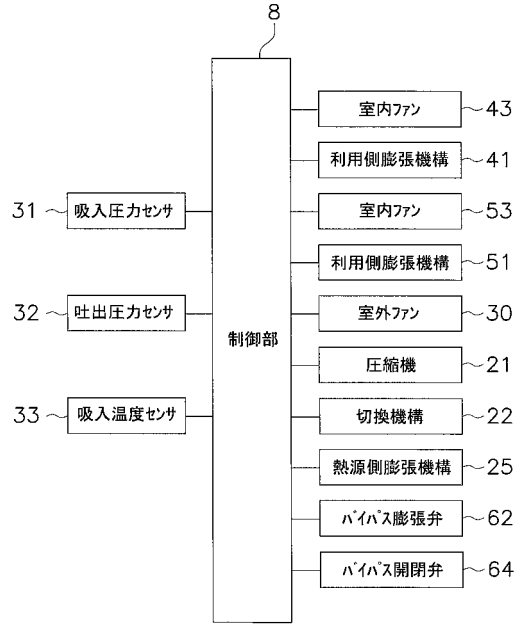 8
室内ファン 43
利用側膨張機構 41
31 吸入圧力センサ
室内ファン 53
利用側膨張機構 51
32 吐出圧力センサ
室外ファン 30
制御部
圧縮機 21
33 吸入温度センサ
切換機構 22
熱源側膨張機構 25
バイパス膨張弁 62
バイパス開閉弁 64